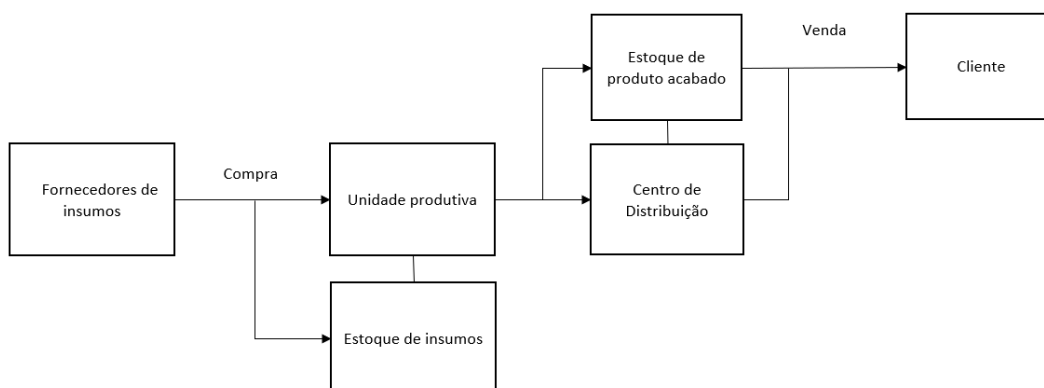 Estoque de
produto acabado
Venda
Cliente
Fornecedores de
insumos
Compra
Unidade produtiva
Centro de
Distribuição
Estoque de insumos